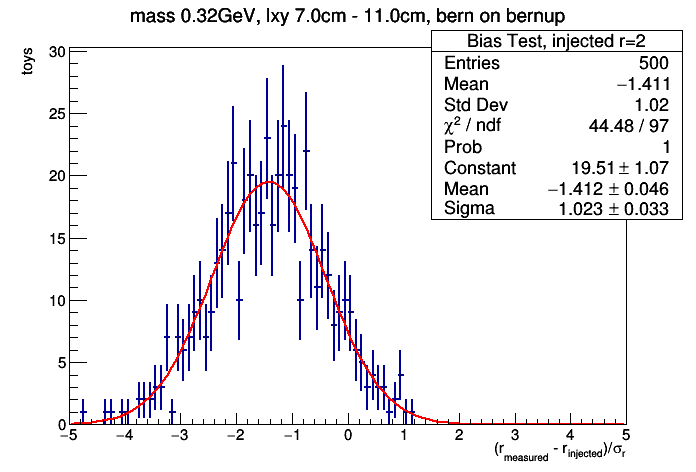 mass 0.32GeV, lxy 7.0cm - 11.0cm, bern on bernup
toys
Bias Test, injected r=2
Entries 500
Mean −1.411
Std Dev 1.02
χ² / ndf 44.48 / 97
Prob 1
Constant 19.51 ± 1.07
Mean −1.412 ± 0.046
Sigma 1.023 ± 0.033
30
25
20
15
10
5
0
−5 −4 −3 −2 −1 0 1 2 3 4 5
(r_measured - r_injected)/σ_r